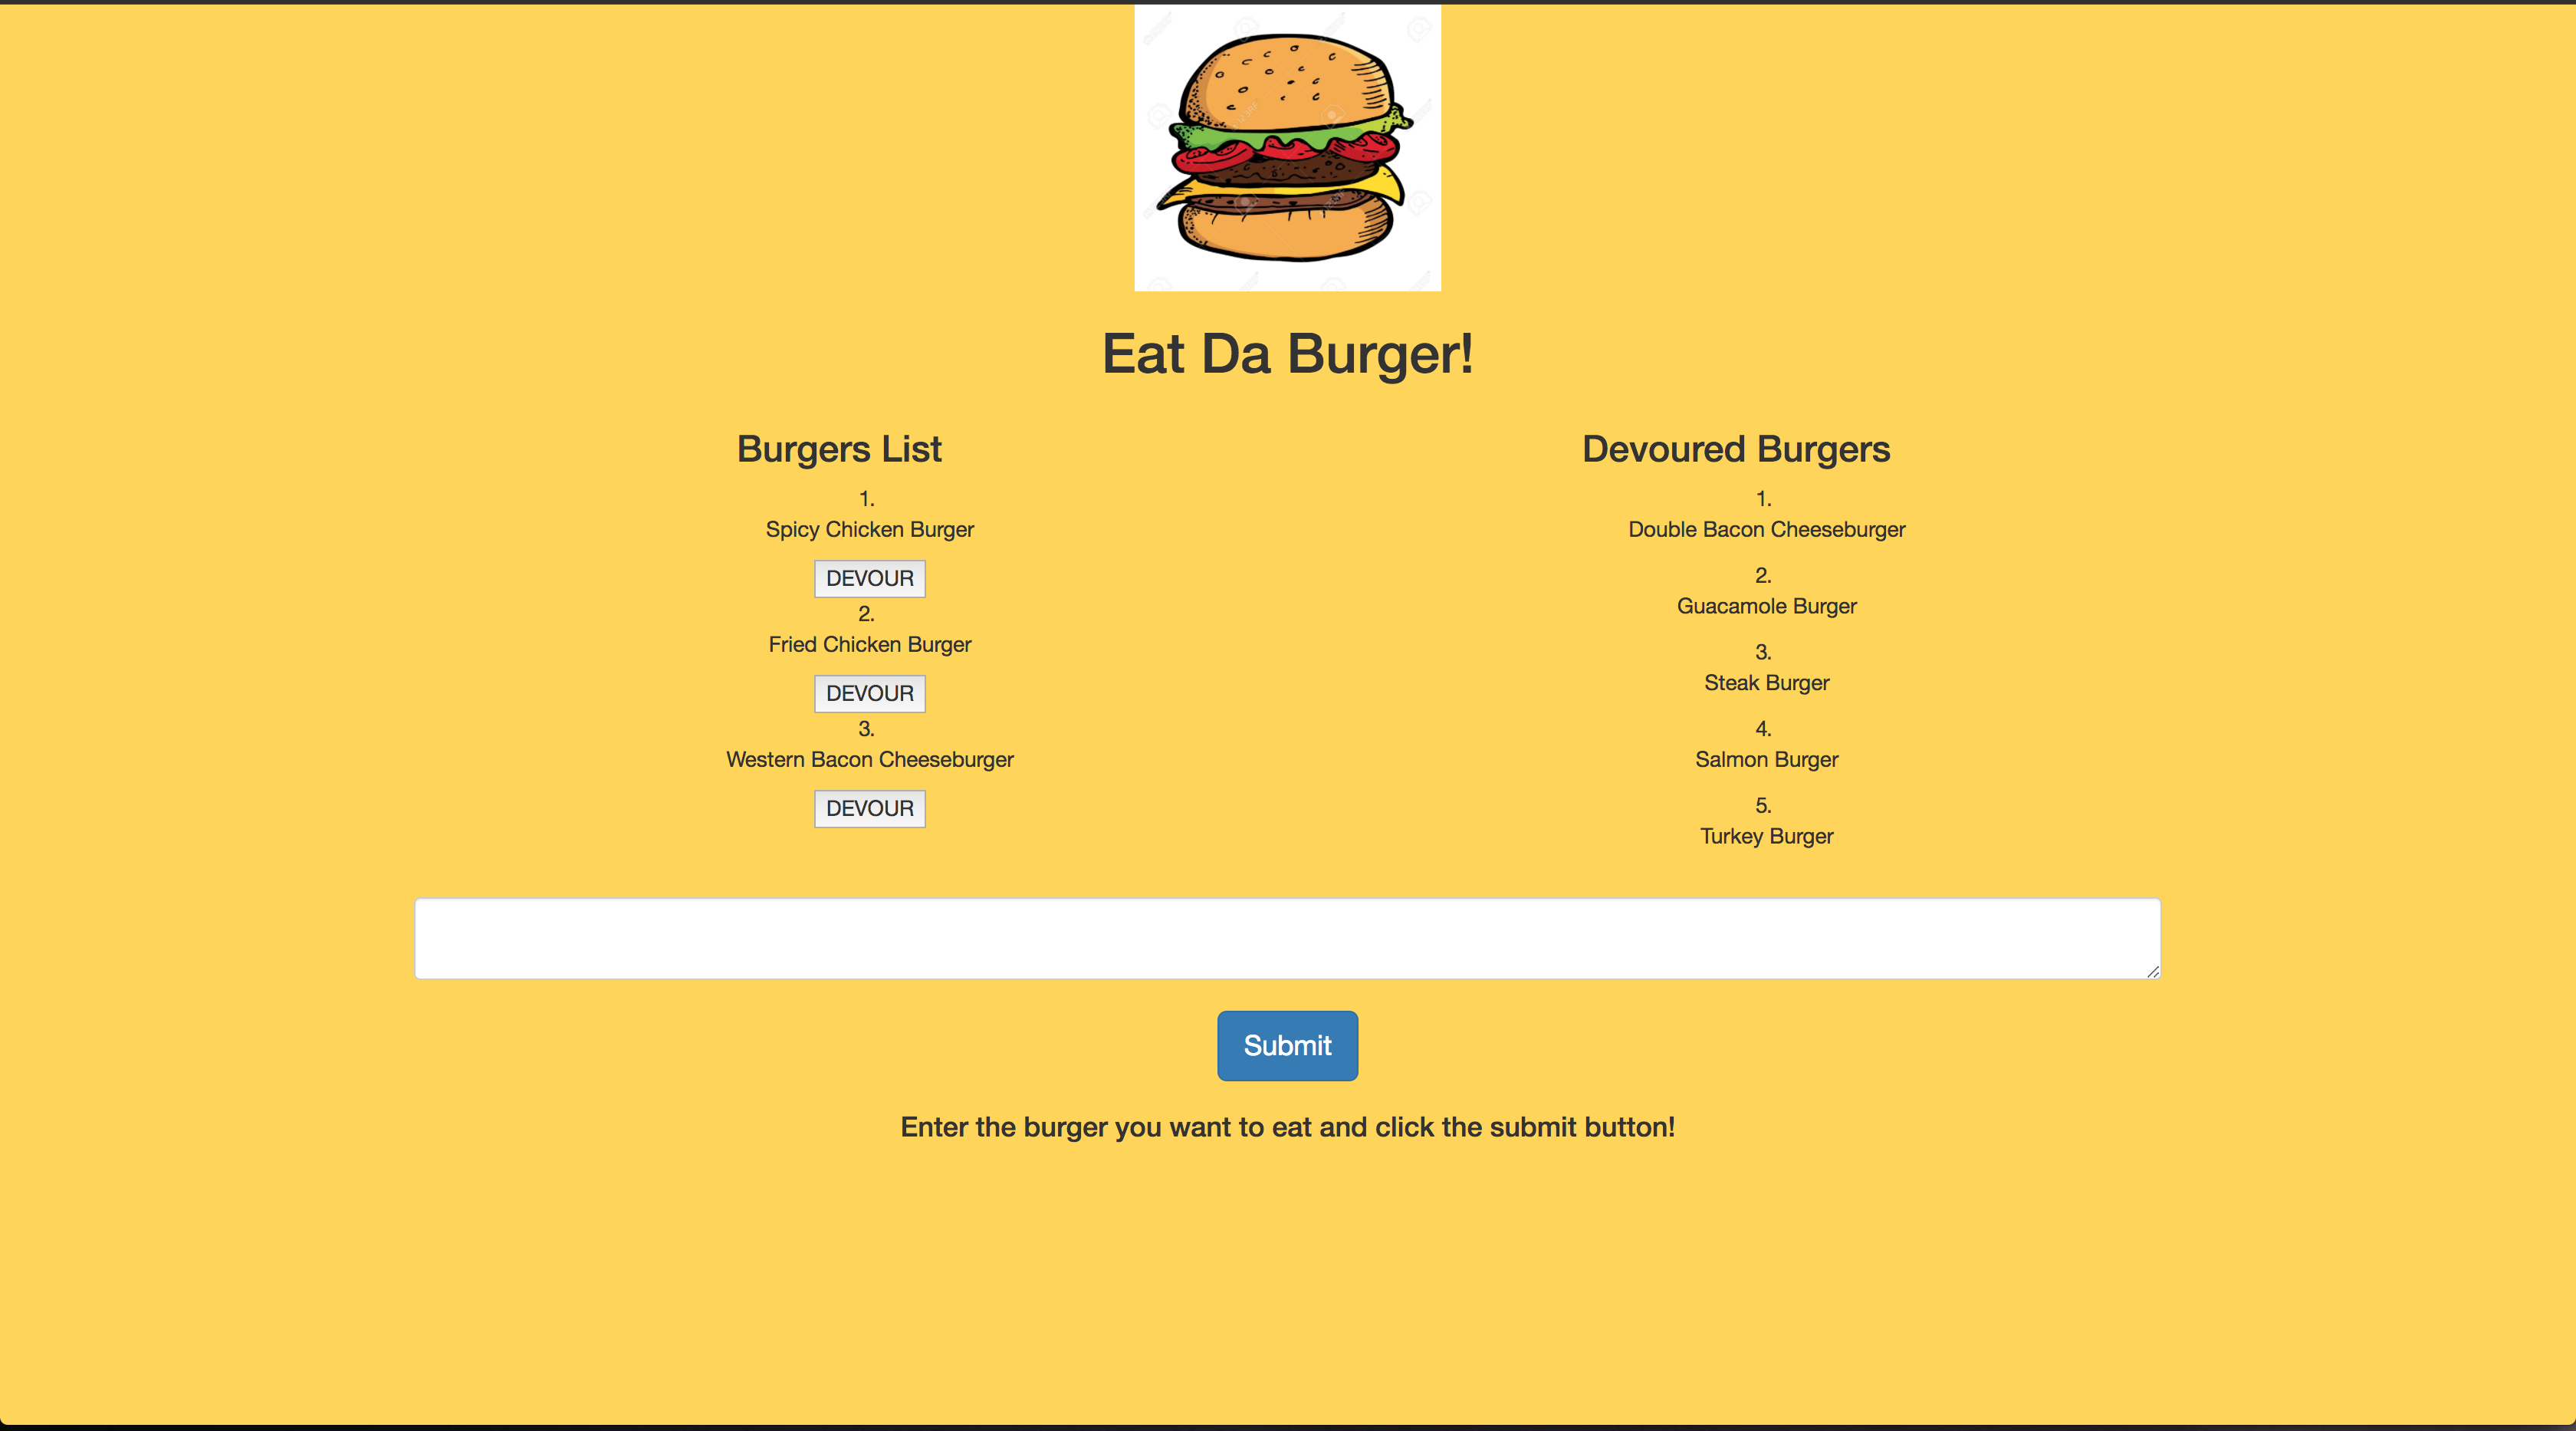 Eat Da Burger!
Burgers List
1.
Spicy Chicken Burger
DEVOUR
2.
Fried Chicken Burger
DEVOUR
3.
Western Bacon Cheeseburger
DEVOUR
Devoured Burgers
1.
Double Bacon Cheeseburger
2.
Guacamole Burger
3.
Steak Burger
4.
Salmon Burger
5.
Turkey Burger
Submit
Enter the burger you want to eat and click the submit button!